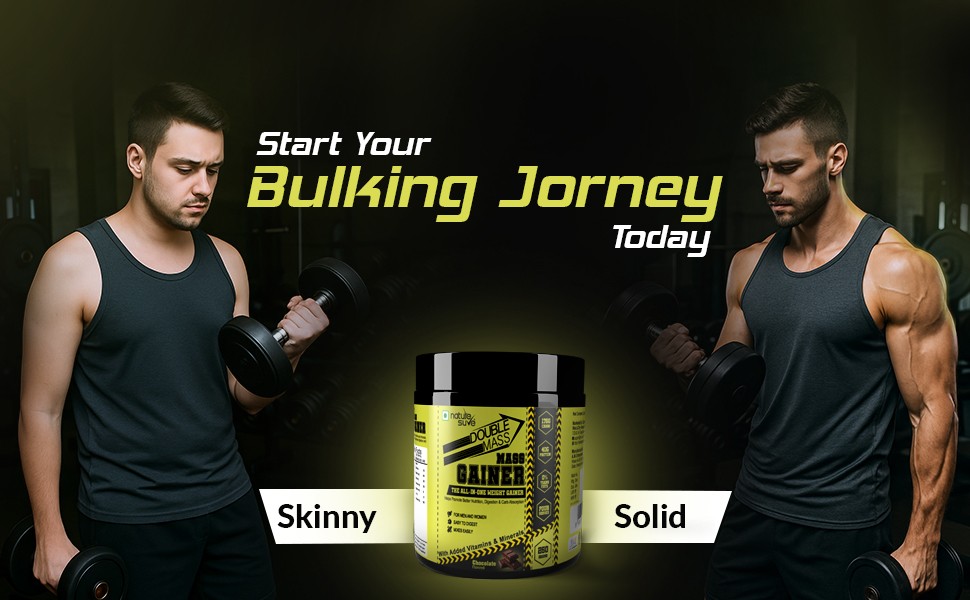 Start Your
Bulking Jorney
Today
nature
sure
DOUBLE
MASS
MASS
GAINER
THE ALL-IN-ONE WEIGHT GAINER
FOR MEN AND WOMEN
EASY TO DIGEST
MIXES EASILY
With Added Vitamins & Minerals
Chocolate
Skinny
Solid